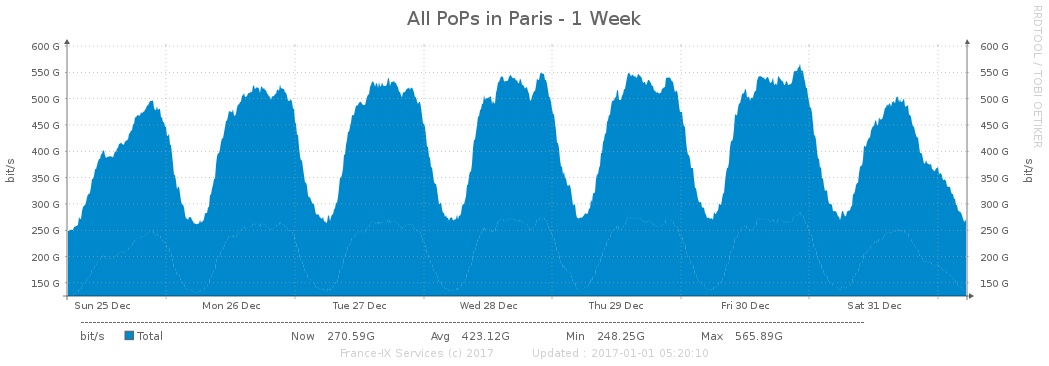 All PoPs in Paris - 1 Week
RRDTOOL / TOBI OETIKER
bit/s
600 G 600 G
550 G 550 G
500 G 500 G
450 G 450 G
400 G 400 G
350 G 350 G
300 G 300 G
250 G 250 G
200 G 200 G
150 G 150 G
bit/s
Sun 25 Dec Mon 26 Dec Tue 27 Dec Wed 28 Dec Thu 29 Dec Fri 30 Dec Sat 31 Dec
bit/s Total Now 270.59G Avg 423.12G Min 248.25G Max 565.89G
France-IX Services (c) 2017 Updated : 2017-01-01 05:20:10